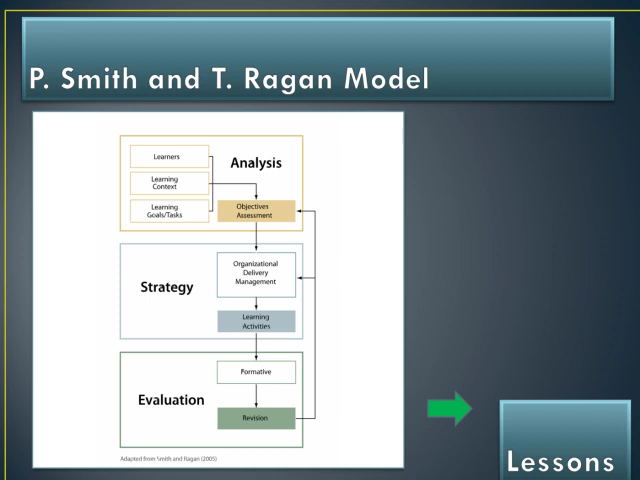 P. Smith and T. Ragan Model
Learners
Analysis
Learning
Context
Learning
Goals/Tasks
Objectives
Assessment
Organizational
Delivery
Management
Strategy
Learning
Activities
Formative
Evaluation
Revision
Adapted from Smith and Ragan (2005)
Lessons